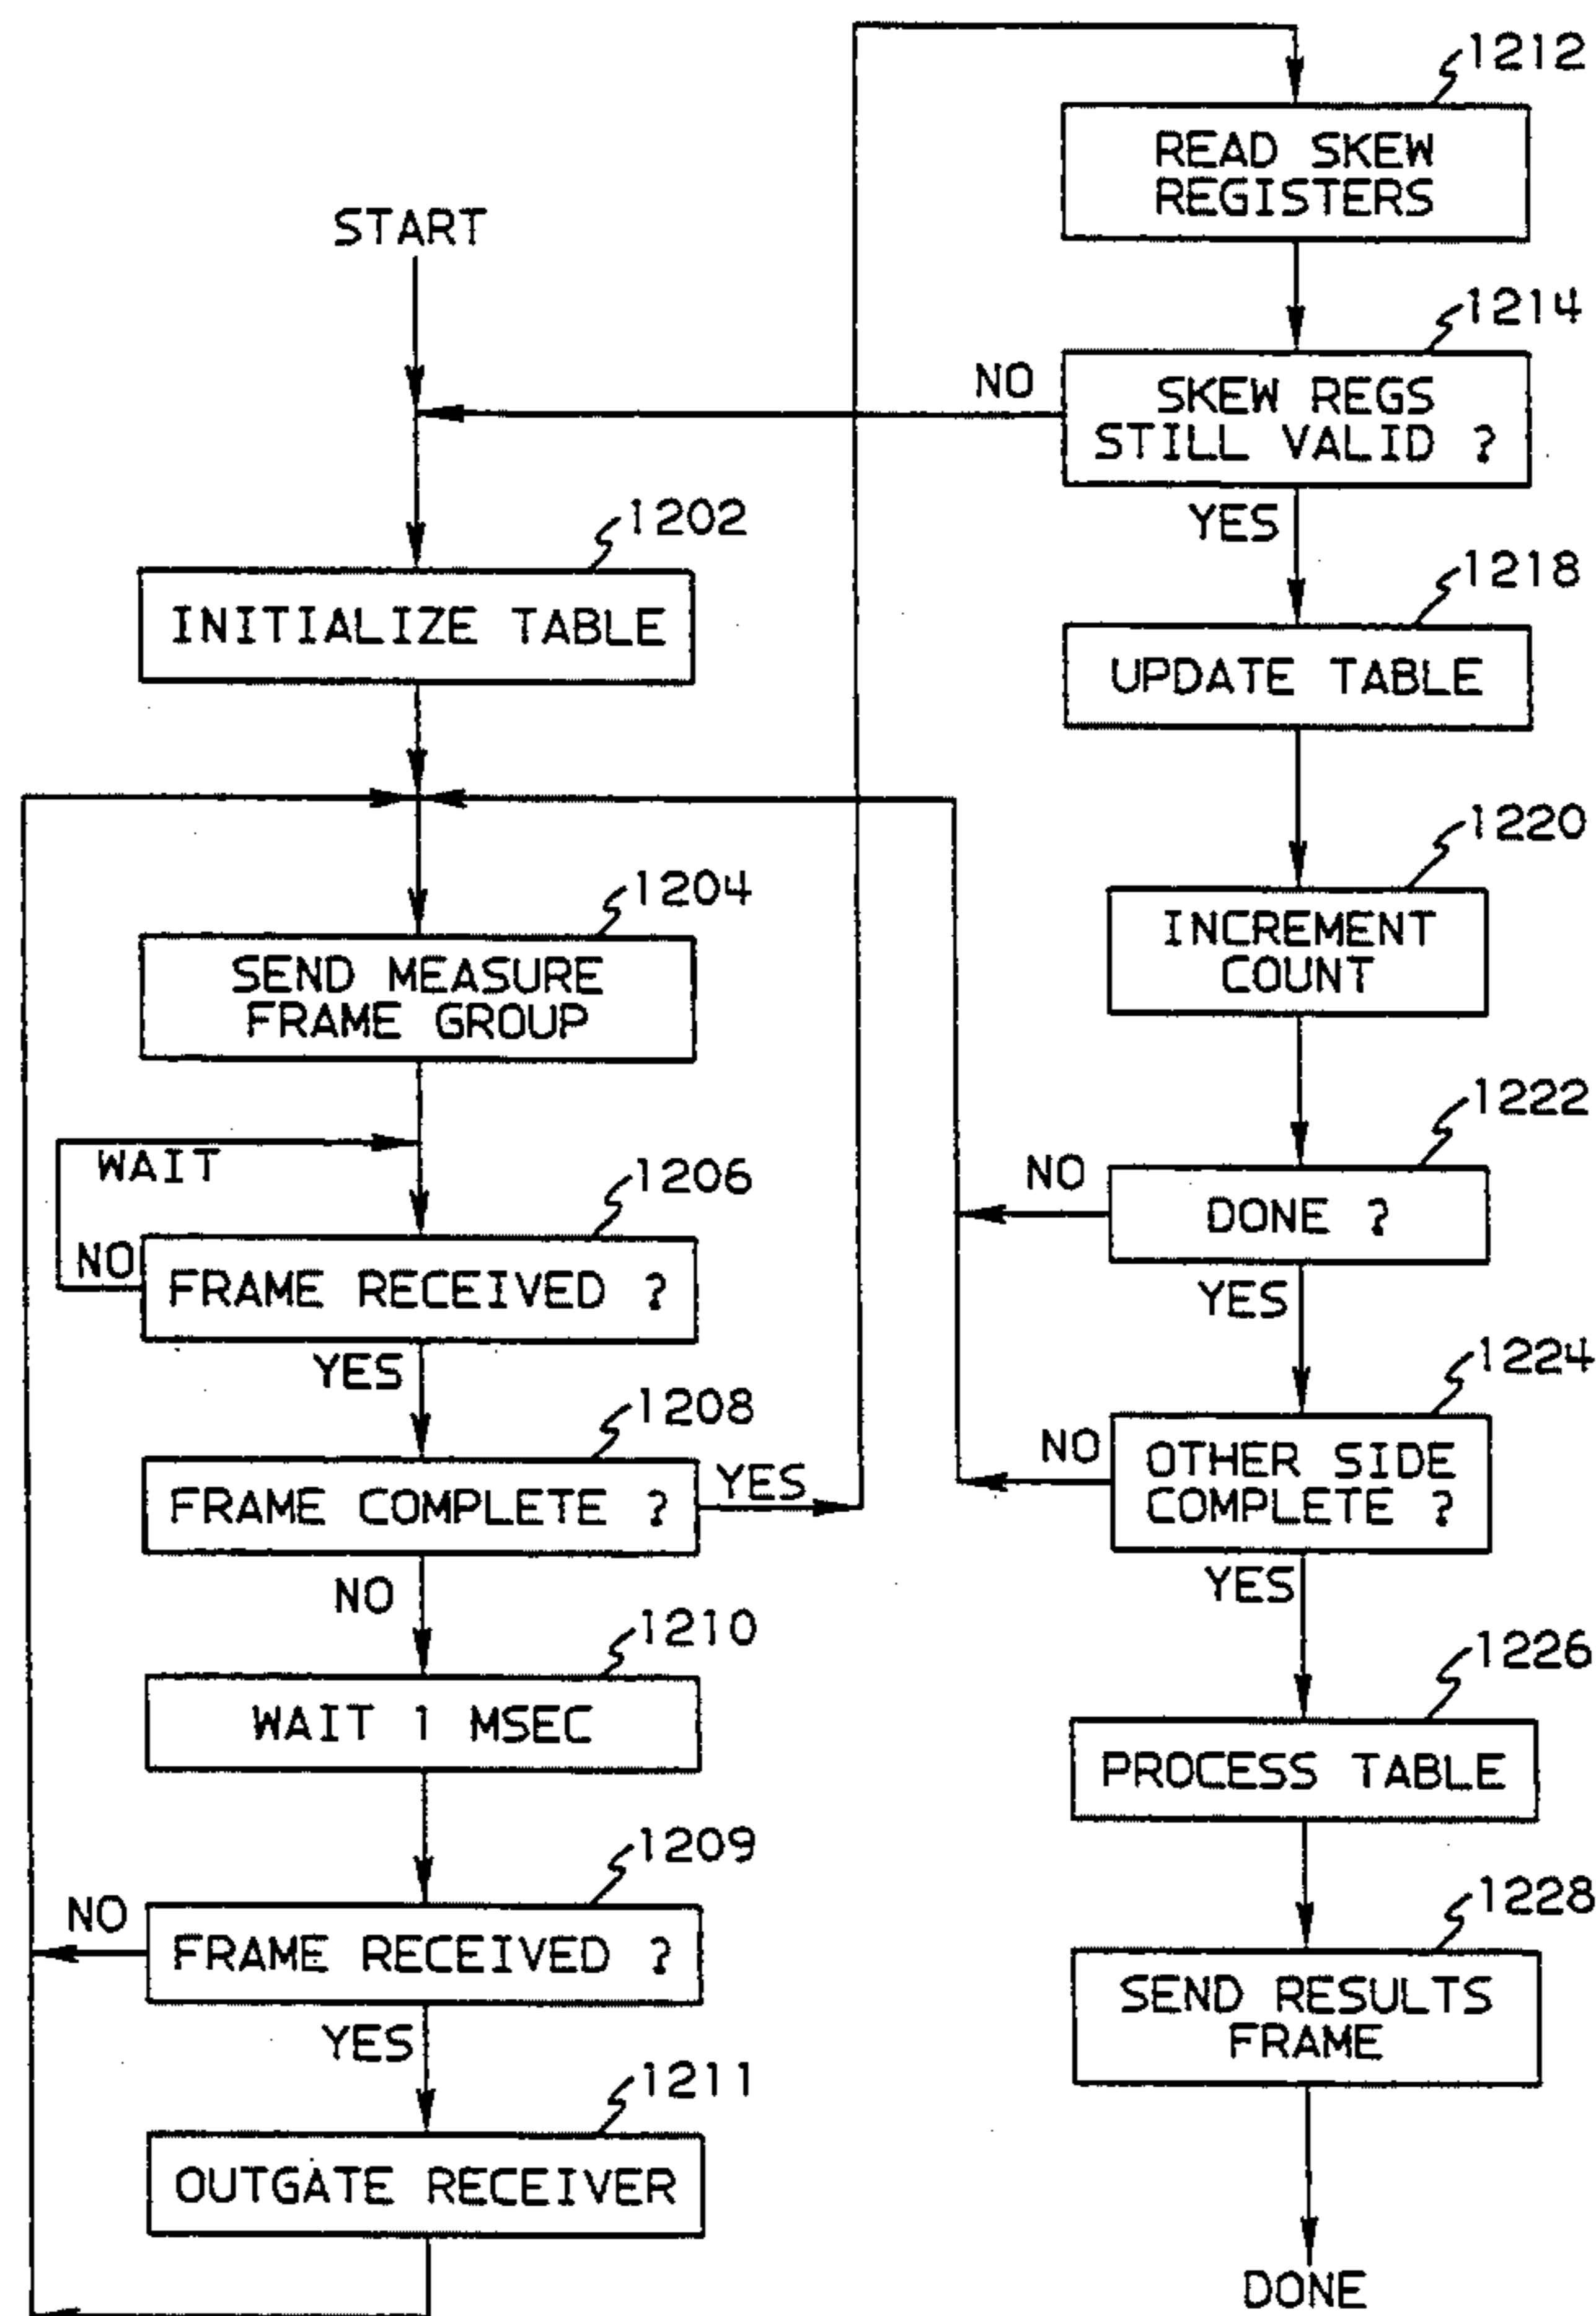 START
1202
INITIALIZE TABLE
1204
SEND MEASURE
FRAME GROUP
WAIT
1206
NO
FRAME RECEIVED ?
YES
1208
FRAME COMPLETE ?
YES
NO
1210
WAIT 1 MSEC
1209
NO
FRAME RECEIVED ?
YES
1211
OUTGATE RECEIVER
1212
READ SKEW
REGISTERS
1214
NO
SKEW REGS
STILL VALID ?
YES
1218
UPDATE TABLE
1220
INCREMENT
COUNT
1222
NO
DONE ?
YES
1224
NO
OTHER SIDE
COMPLETE ?
YES
1226
PROCESS TABLE
1228
SEND RESULTS
FRAME
DONE